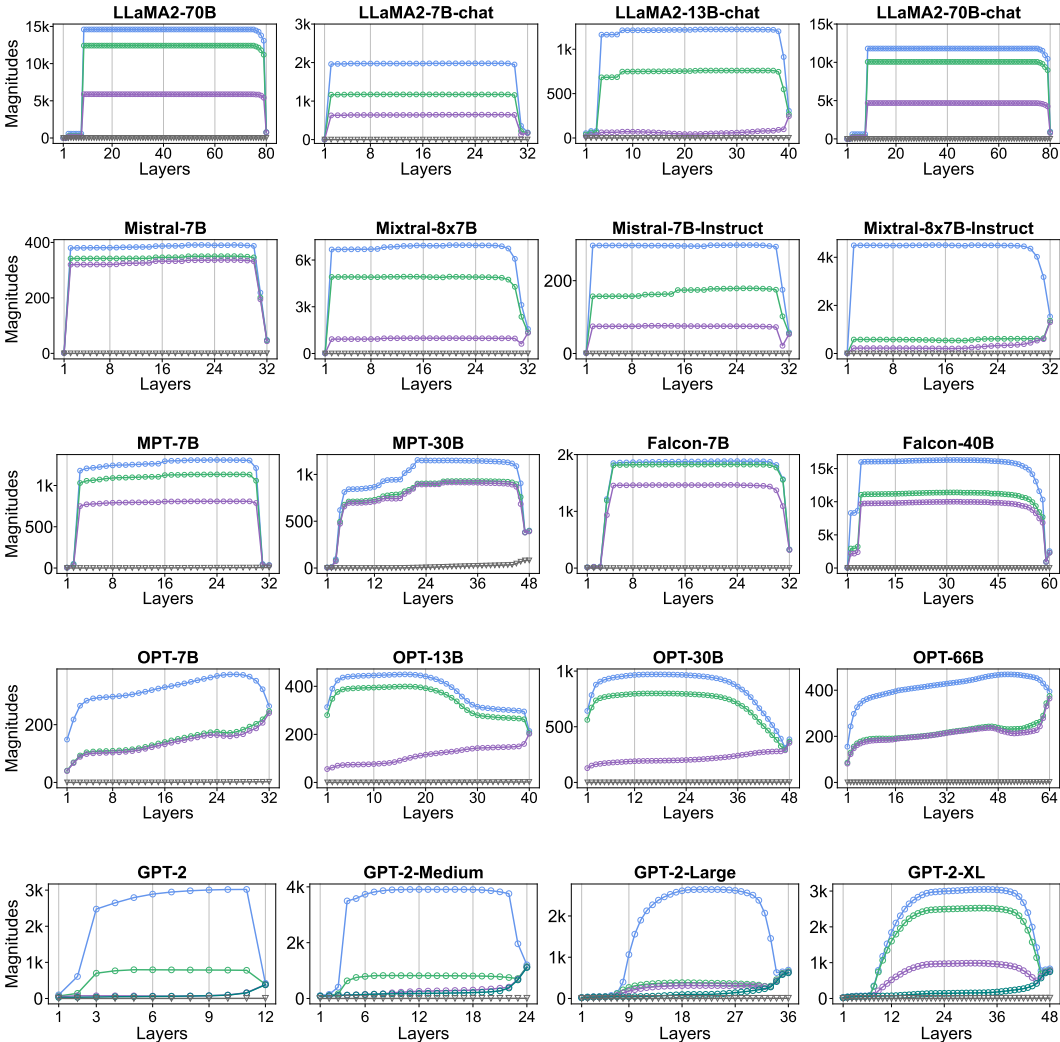 LLaMA2-70B
Magnitudes
15k
10k
5k
0
1 20 40 60 80
Layers
LLaMA2-7B-chat
3k
2k
1k
0
1 8 16 24 32
Layers
LLaMA2-13B-chat
1k
500
0
1 10 20 30 40
Layers
LLaMA2-70B-chat
15k
10k
5k
0
1 20 40 60 80
Layers
Mistral-7B
Magnitudes
400
200
0
1 8 16 24 32
Layers
Mixtral-8x7B
6k
3k
0
1 8 16 24 32
Layers
Mistral-7B-Instruct
200
0
1 8 16 24 32
Layers
Mixtral-8x7B-Instruct
4k
2k
0
1 8 16 24 32
Layers
MPT-7B
Magnitudes
1k
500
0
1 8 16 24 32
Layers
MPT-30B
1k
500
0
1 12 24 36 48
Layers
Falcon-7B
2k
1k
0
1 8 16 24 32
Layers
Falcon-40B
15k
10k
5k
0
1 15 30 45 60
Layers
OPT-7B
Magnitudes
200
0
1 8 16 24 32
Layers
OPT-13B
400
200
0
1 10 20 30 40
Layers
OPT-30B
1k
500
0
1 12 24 36 48
Layers
OPT-66B
400
200
0
1 16 32 48 64
Layers
GPT-2
Magnitudes
3k
2k
1k
0
1 3 6 9 12
Layers
GPT-2-Medium
4k
2k
0
1 6 12 18 24
Layers
GPT-2-Large
2k
1k
0
1 9 18 27 36
Layers
GPT-2-XL
3k
2k
1k
0
1 12 24 36 48
Layers